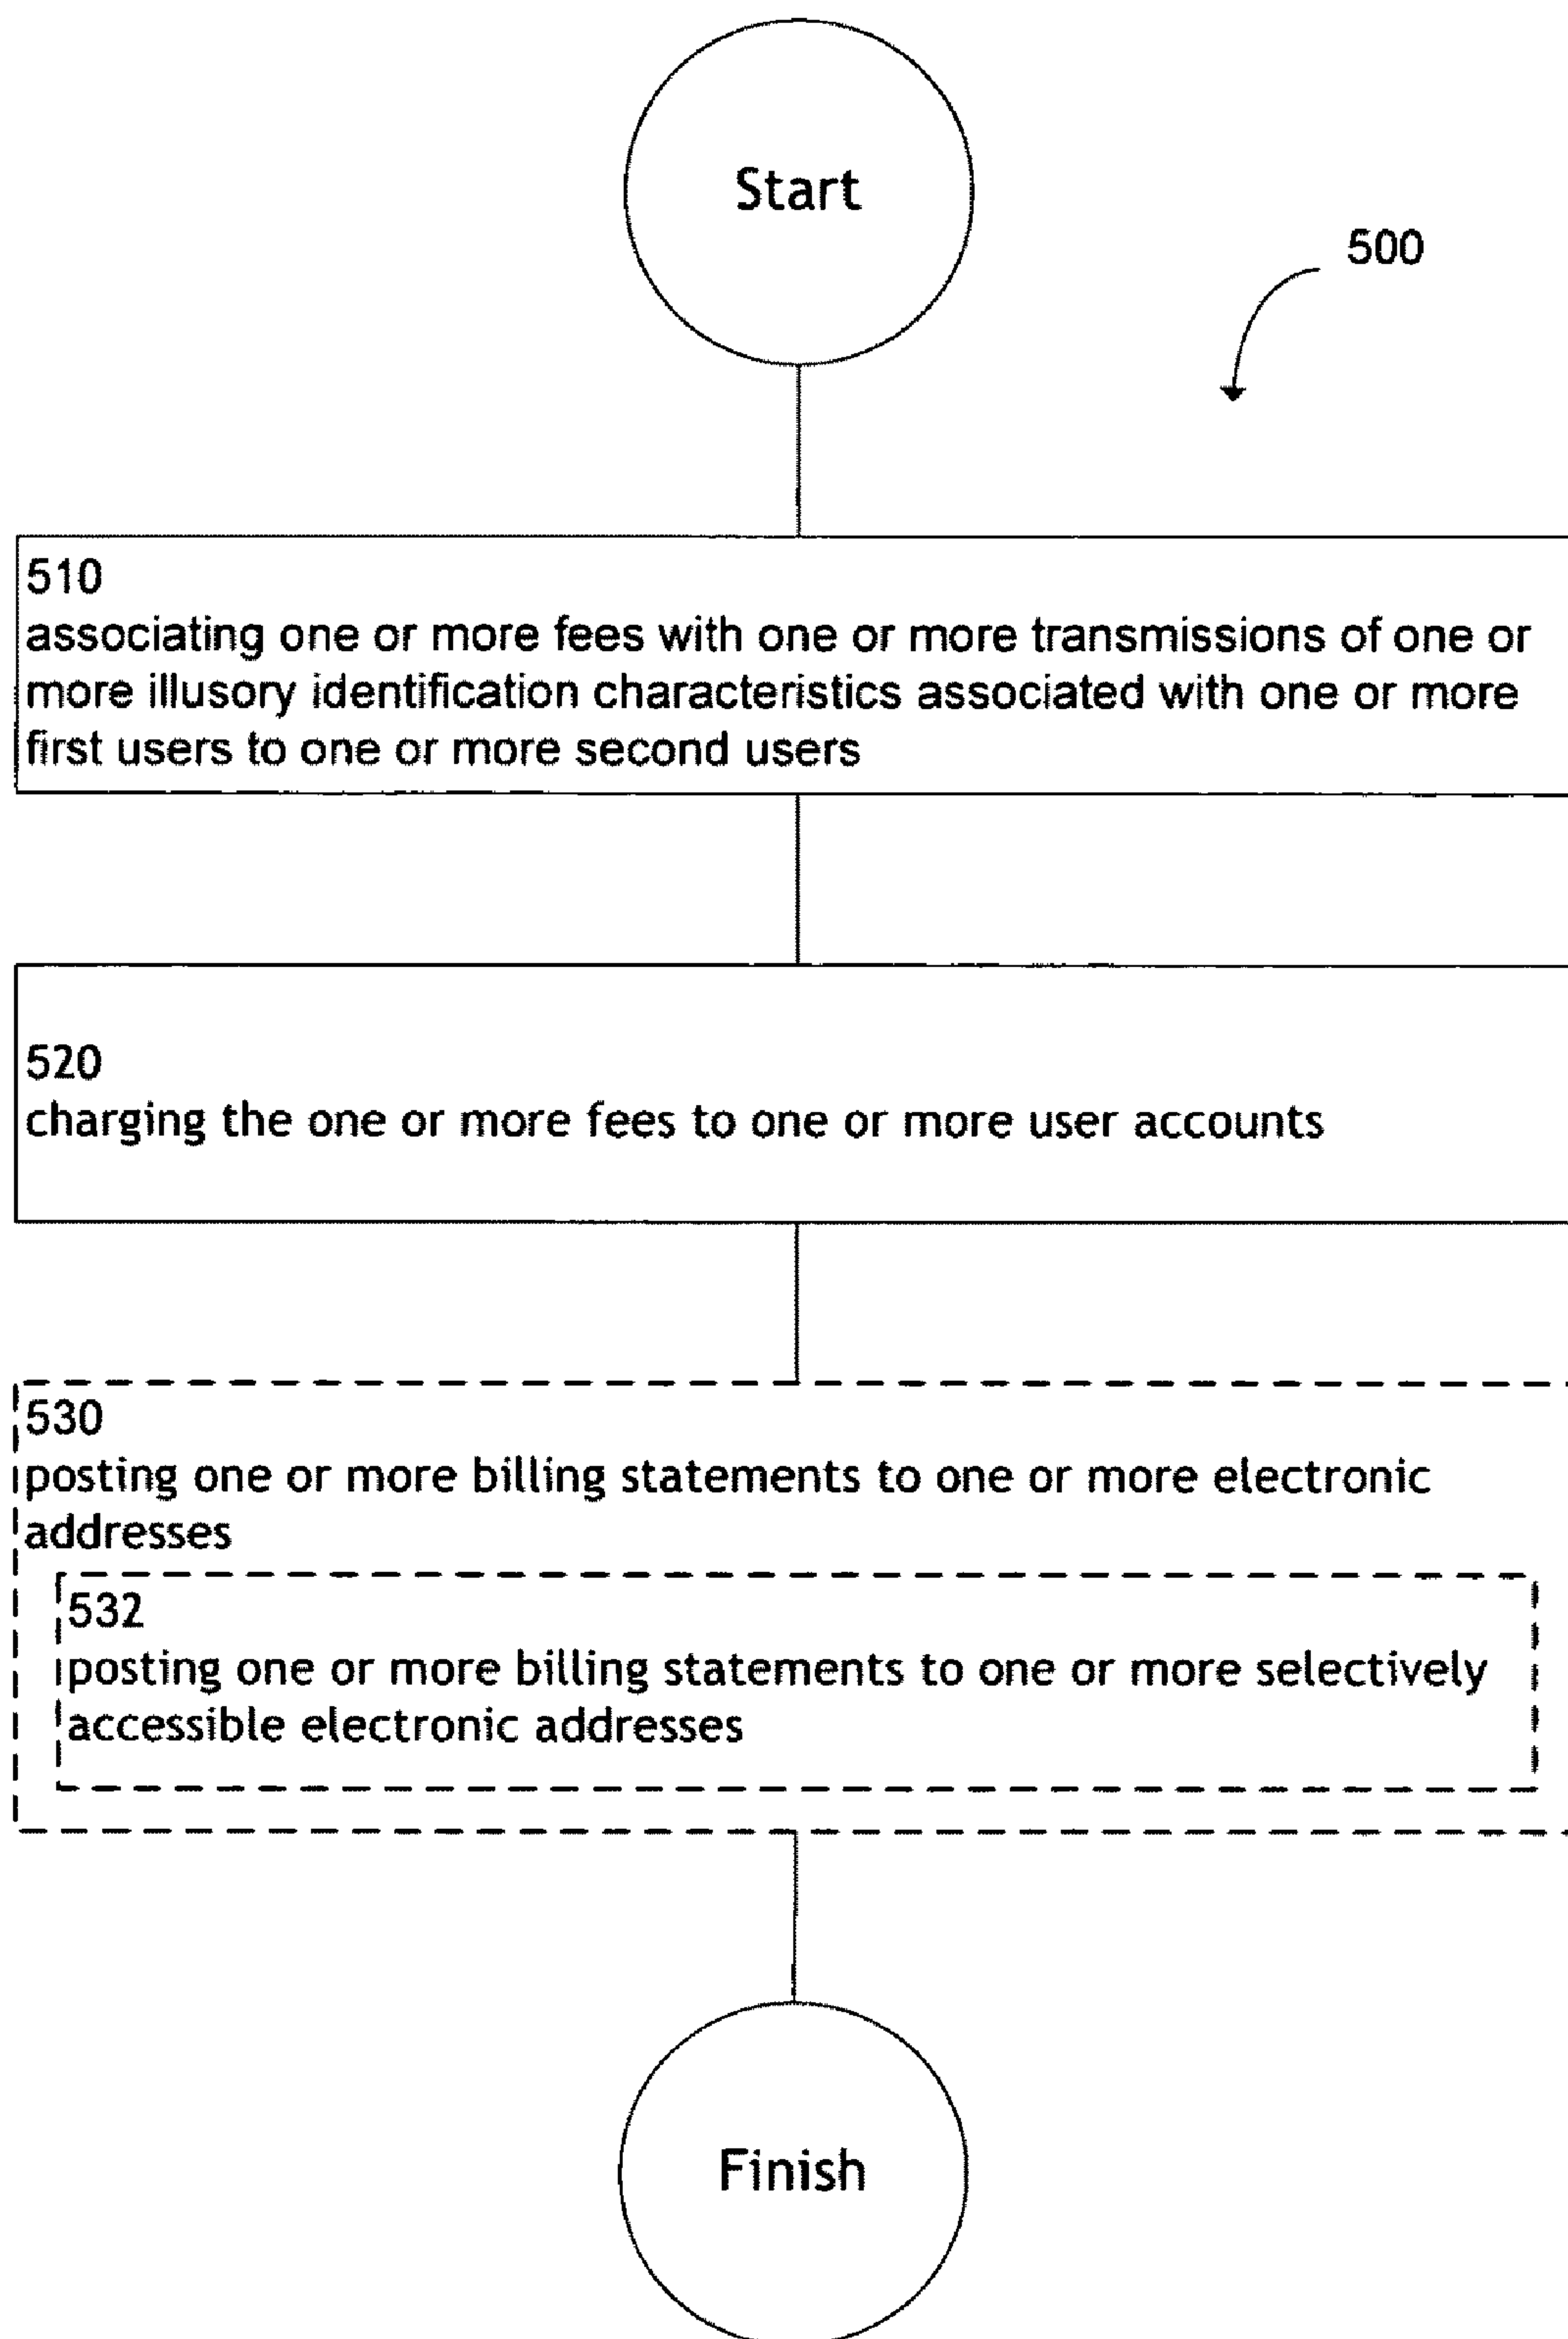 Start
500
510
associating one or more fees with one or more transmissions of one or
more illusory identification characteristics associated with one or more
first users to one or more second users
520
charging the one or more fees to one or more user accounts
530
posting one or more billing statements to one or more electronic
addresses
532
posting one or more billing statements to one or more selectively
accessible electronic addresses
Finish